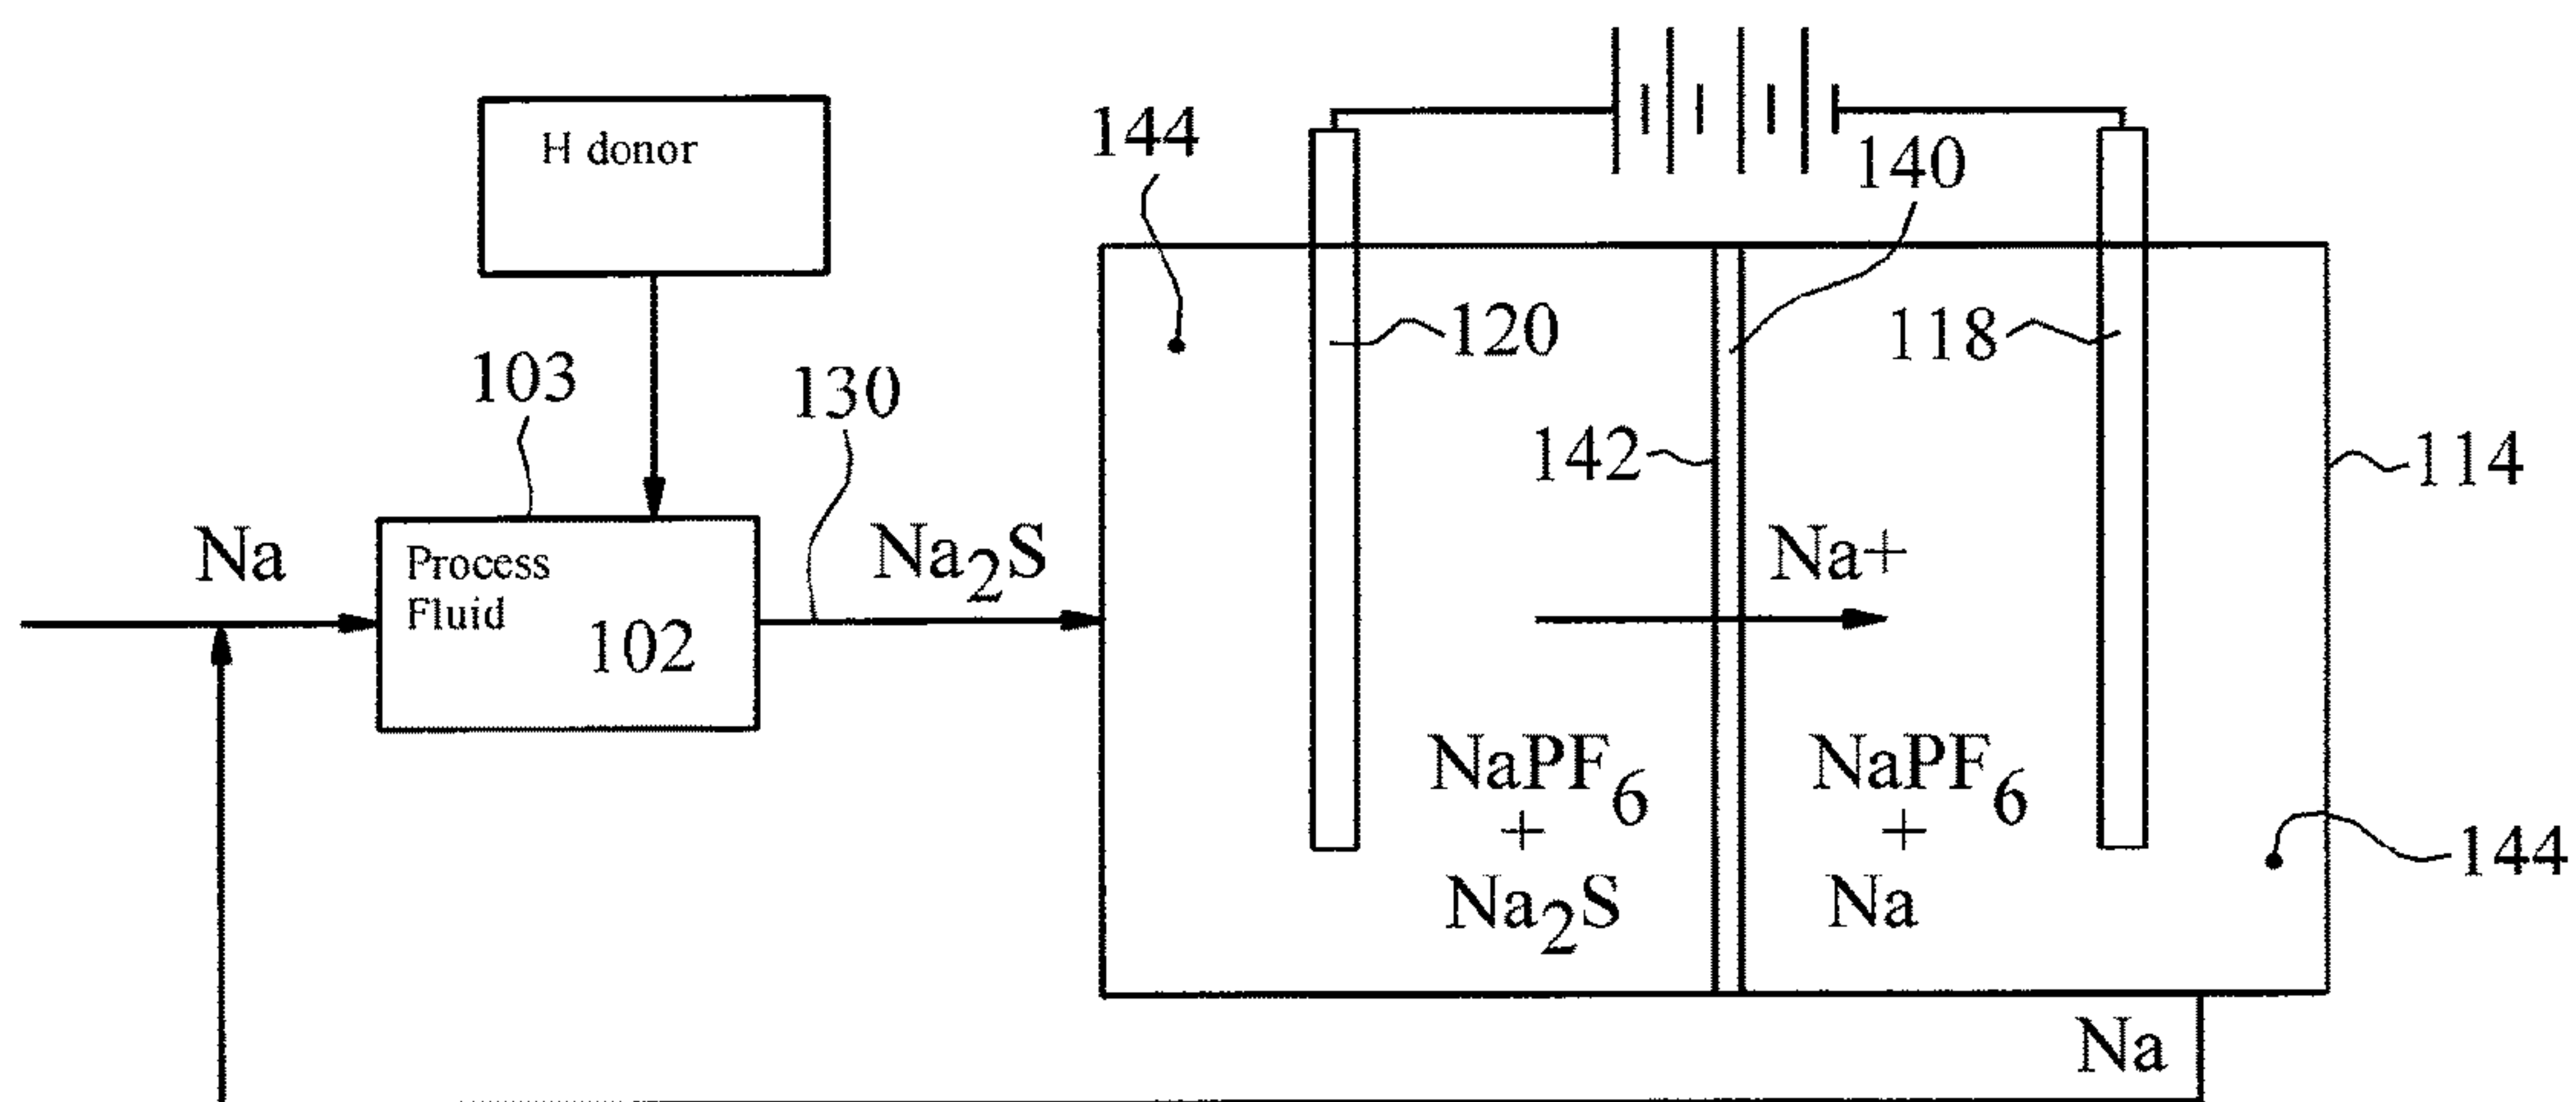 H donor
144
140
120
118
103
130
142
114
Na
Na2S
Na+
Process
Fluid
102
NaPF6
+
Na2S
NaPF6
+
Na
144
Na